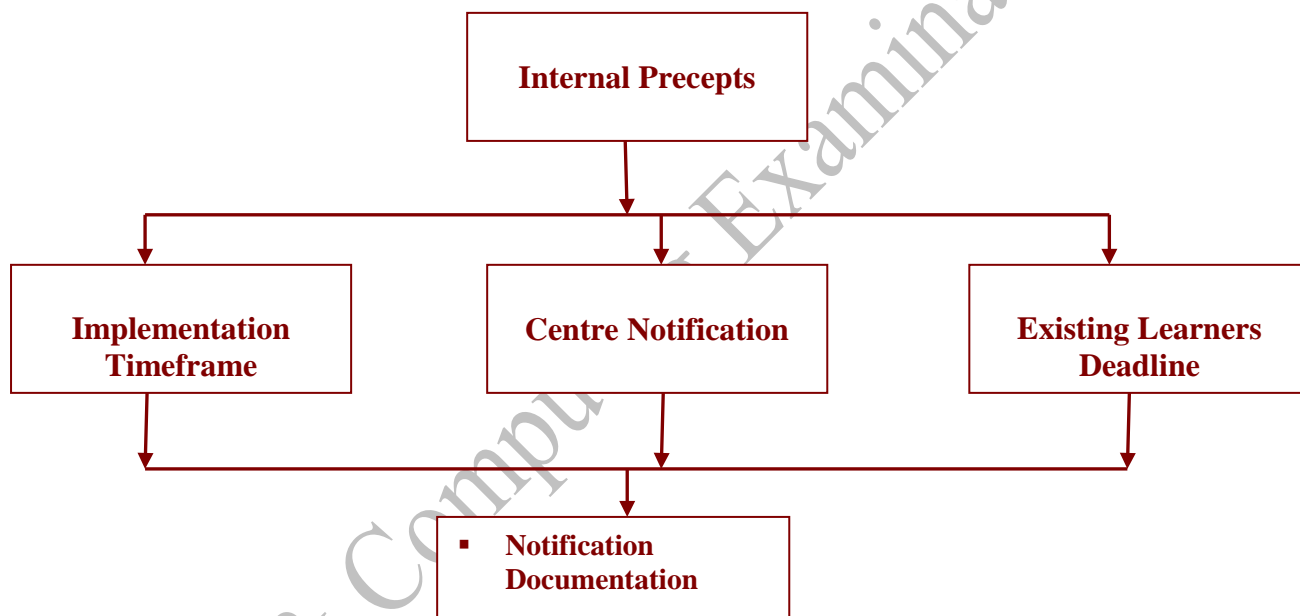 Internal Precepts
Implementation
Timeframe
Centre Notification
Existing Learners
Deadline
▪ Notification
Documentation